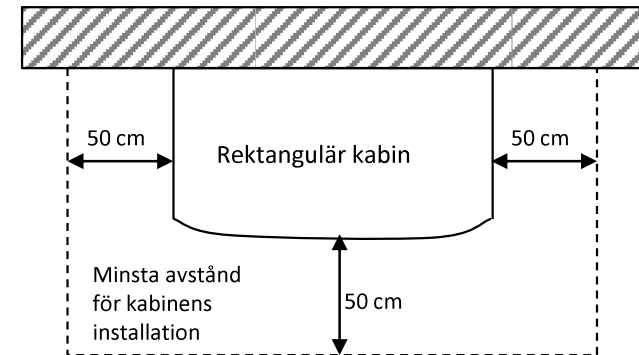 50 cm
50 cm
Rektangulär kabin
Minsta avstånd
för kabinens
installation
50 cm